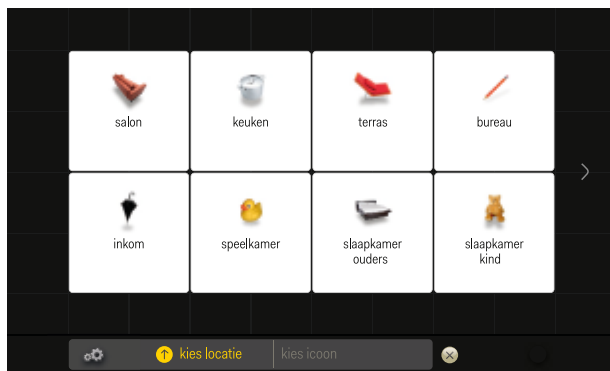 salon
keuken
terras
bureau
inkom
speelkamer
slaapkamer
ouders
slaapkamer
kind
kies locatie
kies icoon